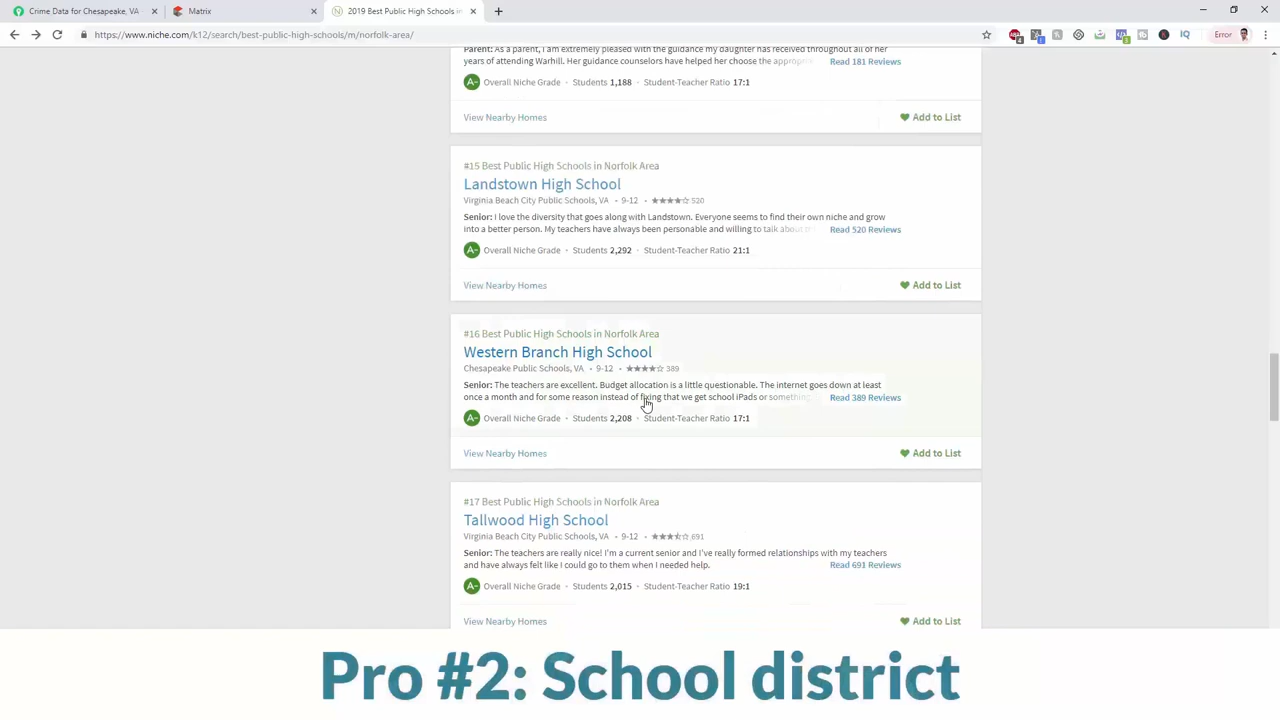 Crime Data for Chesapeake, VA
Matrix
2019 Best Public High Schools in
https://www.niche.com/k12/search/best-public-high-schools/m/norfolk-area/
Error
Parent: As a parent, I am extremely pleased with the guidance my daughter has received throughout all of her
years of attending Warhill. Her guidance counselors have helped her choose the Read 181 Reviews
A- Overall Niche Grade • Students 1,188 • Student-Teacher Ratio 17:1
View Nearby Homes Add to List
#15 Best Public High Schools in Norfolk Area
Landstown High School
Virginia Beach City Public Schools, VA • 9-12 • ★★★★☆ 520
Senior: I love the diversity that goes along with Landstown. Everyone seems to find their own niche and grow
into a better person. My teachers have always been personable and willing to talk about Read 520 Reviews
A- Overall Niche Grade • Students 2,292 • Student-Teacher Ratio 21:1
View Nearby Homes Add to List
#16 Best Public High Schools in Norfolk Area
Western Branch High School
Chesapeake Public Schools, VA • 9-12 • ★★★★☆ 389
Senior: The teachers are excellent. Budget allocation is a little questionable. The internet goes down at least
once a month and for some reason instead of fixing that we get school iPads or something Read 389 Reviews
A- Overall Niche Grade • Students 2,208 • Student-Teacher Ratio 17:1
View Nearby Homes Add to List
#17 Best Public High Schools in Norfolk Area
Tallwood High School
Virginia Beach City Public Schools, VA • 9-12 • 691
Senior: The teachers are really nice! I'm a current senior and I've really formed relationships with my teachers
and have always felt like I could go to them when I needed help. Read 691 Reviews
A- Overall Niche Grade • Students 2,015 • Student-Teacher Ratio 19:1
View Nearby Homes Add to List
Pro #2: School district